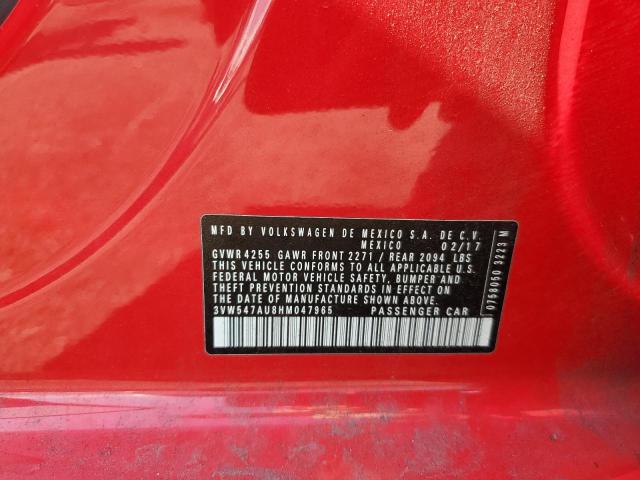 MFD BY VOLKSWAGEN DE MEXICO S.A. DE C.V.
MEXICO 02/17
GVWR 4255 GAWR FRONT 2271 / REAR 2094 LBS
THIS VEHICLE CONFORMS TO ALL APPLICABLE U.S.
FEDERAL MOTOR VEHICLE SAFETY, BUMPER AND
THEFT PREVENTION STANDARDS IN EFFECT ON
THE DATE OF MANUFACTURE SHOWN ABOVE.
3VW547AU8HM047965 PASSENGER CAR
0758050 3223 M